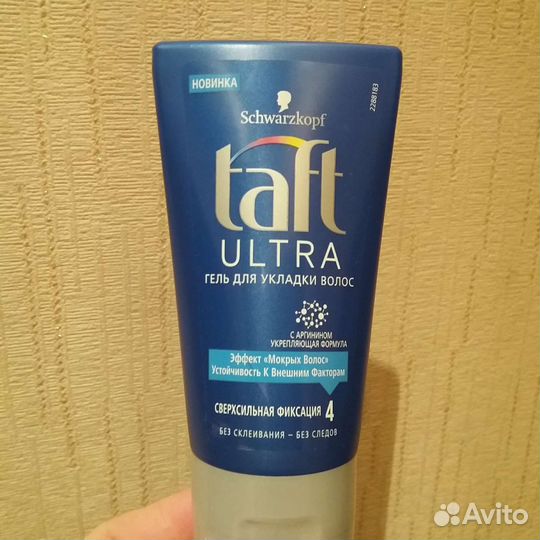 НОВИНКА
Schwarzkopf
2288183
taft
ULTRA
ГЕЛЬ ДЛЯ УКЛАДКИ ВОЛОС
С АРГИНИНОМ
УКРЕПЛЯЮЩАЯ ФОРМУЛА
Эффект «Мокрых Волос»
Устойчивость К Внешним Факторам
СВЕРХСИЛЬНАЯ ФИКСАЦИЯ 4
БЕЗ СКЛЕИВАНИЯ – БЕЗ СЛЕДОВ
Avito